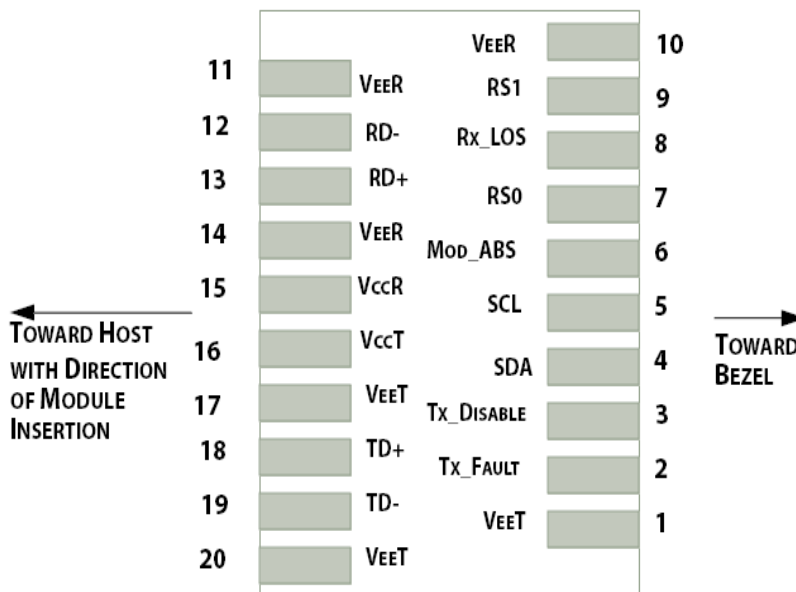 VEER 10
11 VEER
RS1 9
12 RD-
Rx_LOS 8
13 RD+
RS0 7
14 VEER
MOD_ABS 6
15 VccR
SCL 5
TOWARD HOST
WITH DIRECTION
OF MODULE
INSERTION
TOWARD
BEZEL
16 VccT
SDA 4
17 VEET
TX_DISABLE 3
18 TD+
TX_FAULT 2
19 TD-
VEET 1
20 VEET